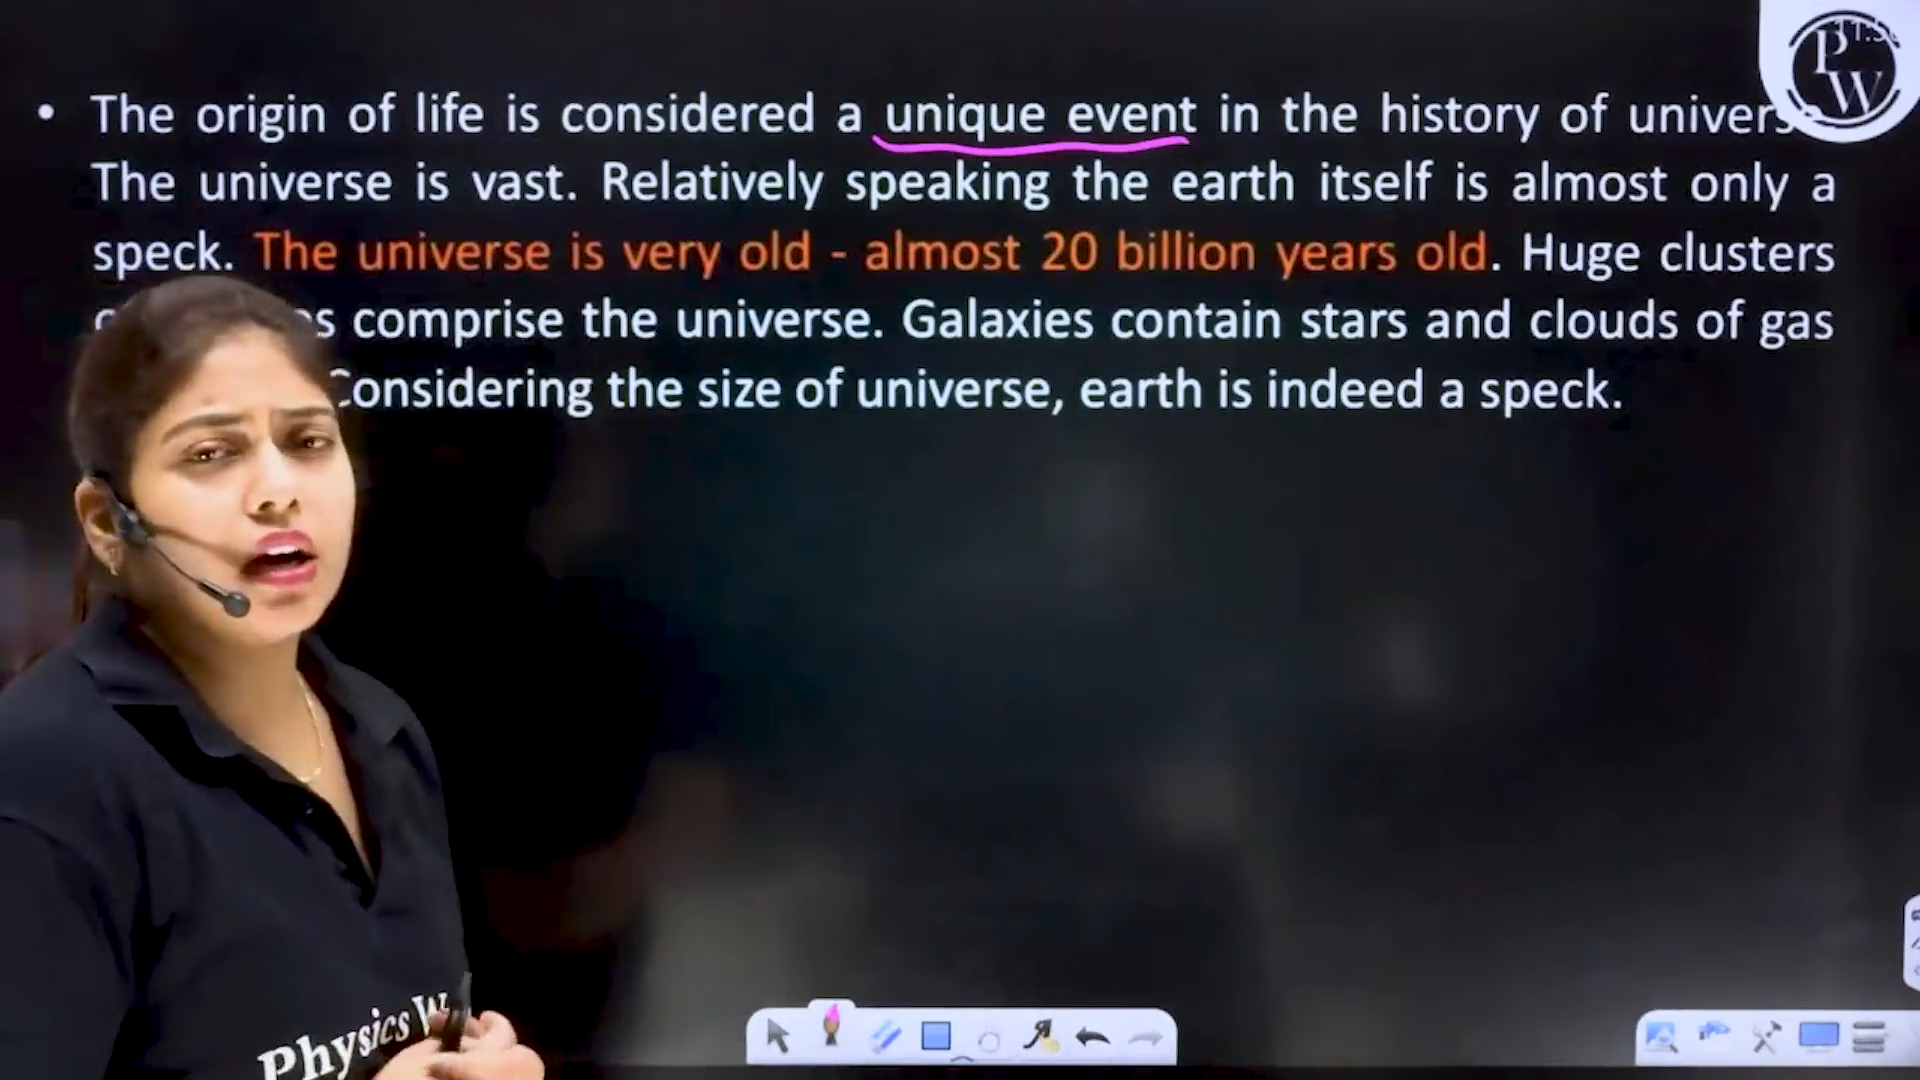 • The origin of life is considered a unique event in the history of
The universe is vast. Relatively speaking the earth itself is almost only a
speck. The universe is very old - almost 20 billion years old. Huge clusters
comprise the universe. Galaxies contain stars and clouds of gas
Considering the size of universe, earth is indeed a speck.
PW
Physics W